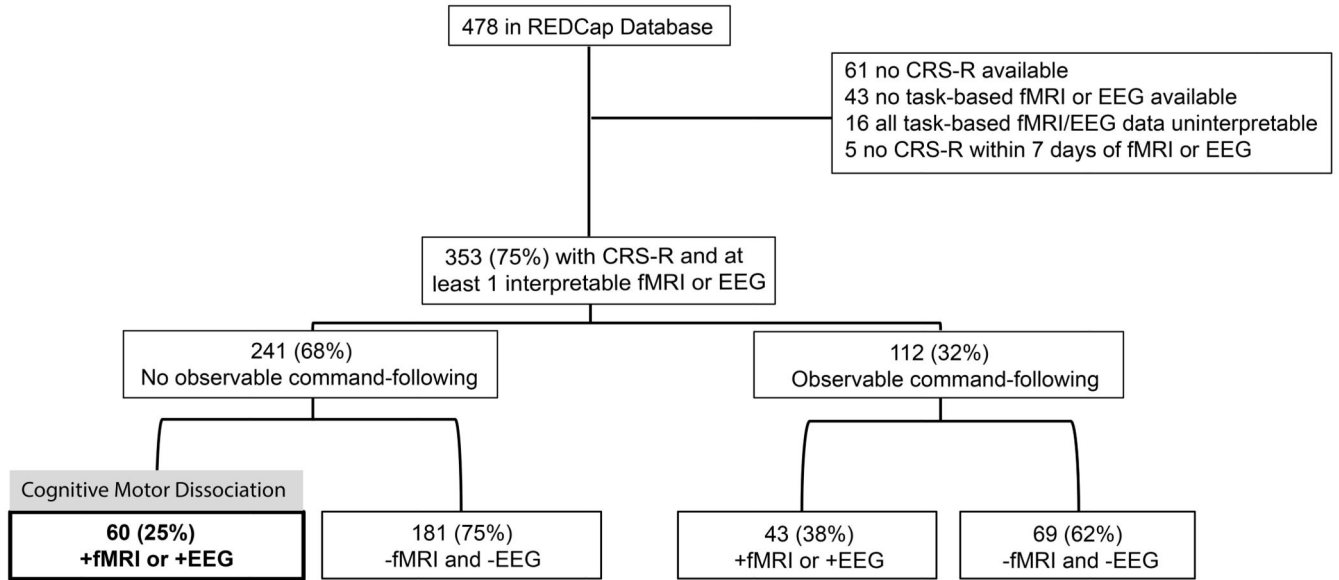 478 in REDCap Database
61 no CRS-R available
43 no task-based fMRI or EEG available
16 all task-based fMRI/EEG data uninterpretable
5 no CRS-R within 7 days of fMRI or EEG
353 (75%) with CRS-R and at
least 1 interpretable fMRI or EEG
241 (68%)
No observable command-following
112 (32%)
Observable command-following
Cognitive Motor Dissociation
60 (25%)
+fMRI or +EEG
181 (75%)
-fMRI and -EEG
43 (38%)
+fMRI or +EEG
69 (62%)
-fMRI and -EEG